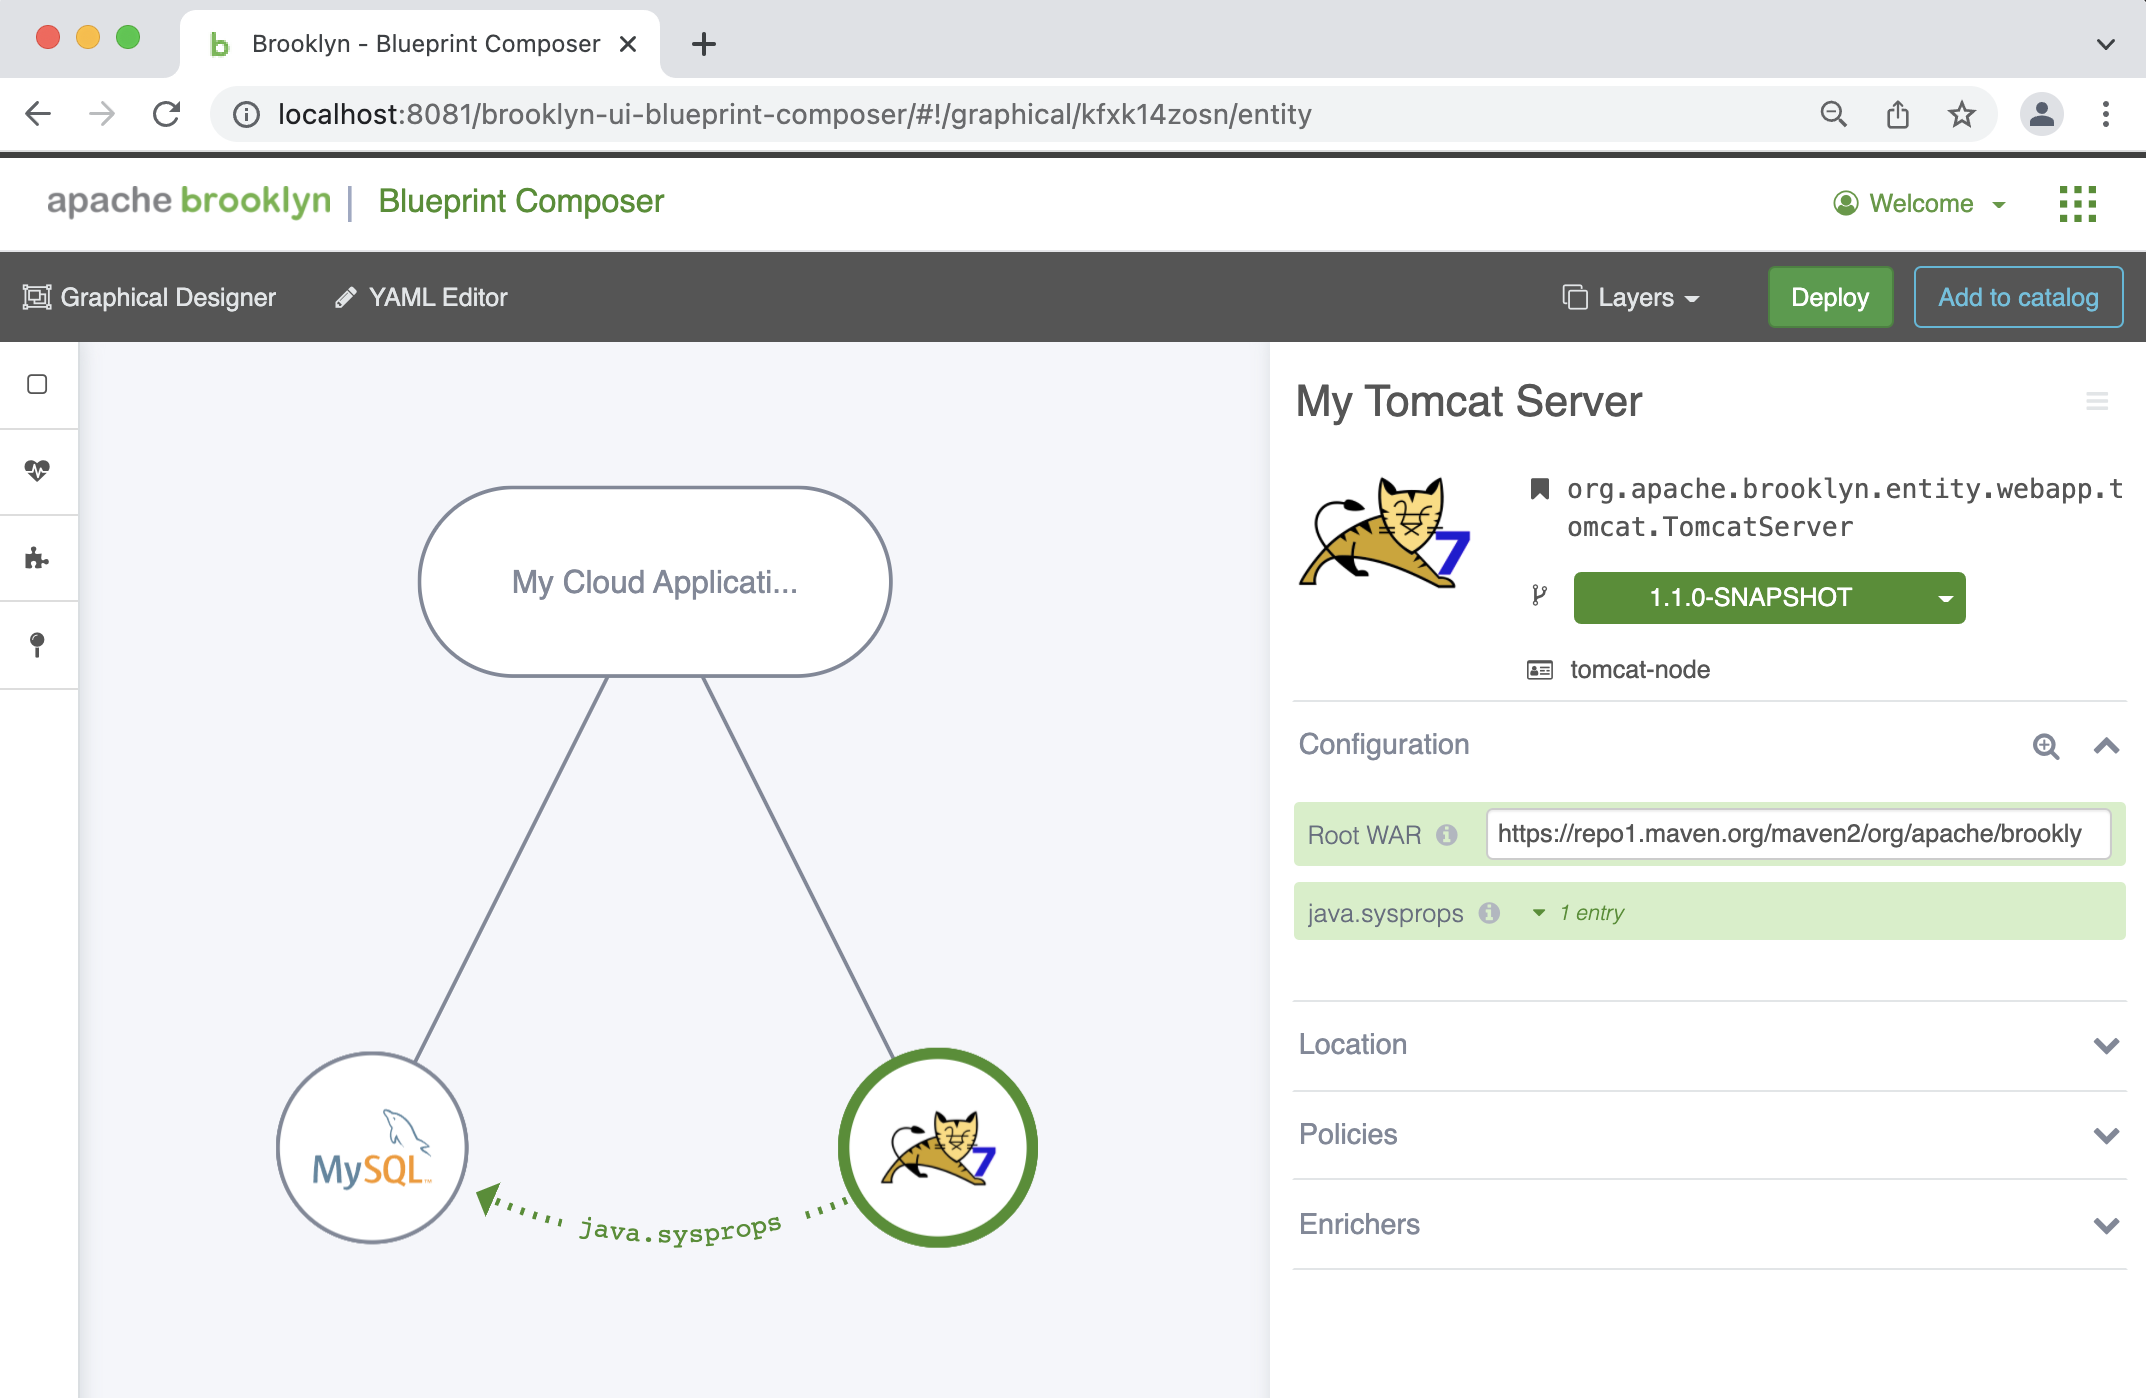 Brooklyn - Blueprint Composer
localhost:8081/brooklyn-ui-blueprint-composer/#!/graphical/kfxk14zosn/entity
apache brooklyn | Blueprint Composer
Welcome
Graphical Designer
YAML Editor
Layers
Deploy
Add to catalog
My Cloud Applicati...
MySQL™
java.sysprops
7
My Tomcat Server
7
org.apache.brooklyn.entity.webapp.t
omcat.TomcatServer
1.1.0-SNAPSHOT
tomcat-node
Configuration
Root WAR
https://repo1.maven.org/maven2/org/apache/brookly
java.sysprops
1 entry
Location
Policies
Enrichers